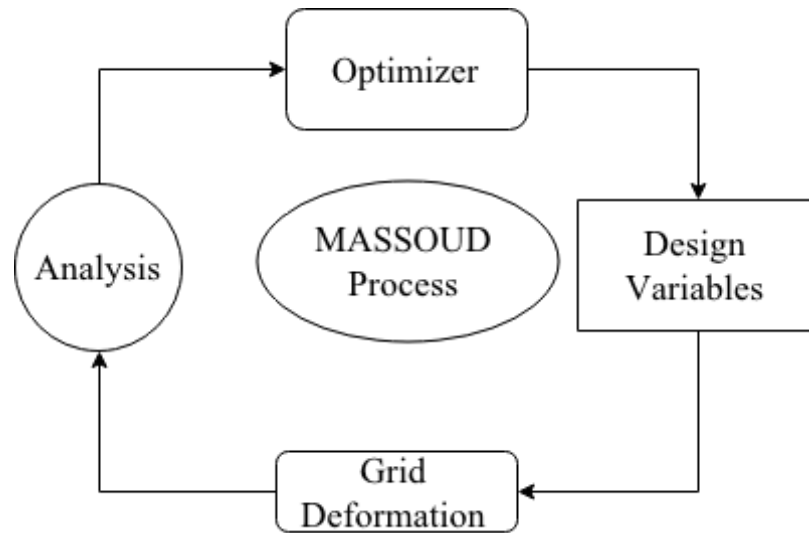 Optimizer
Analysis
MASSOUD
Process
Design
Variables
Grid
Deformation